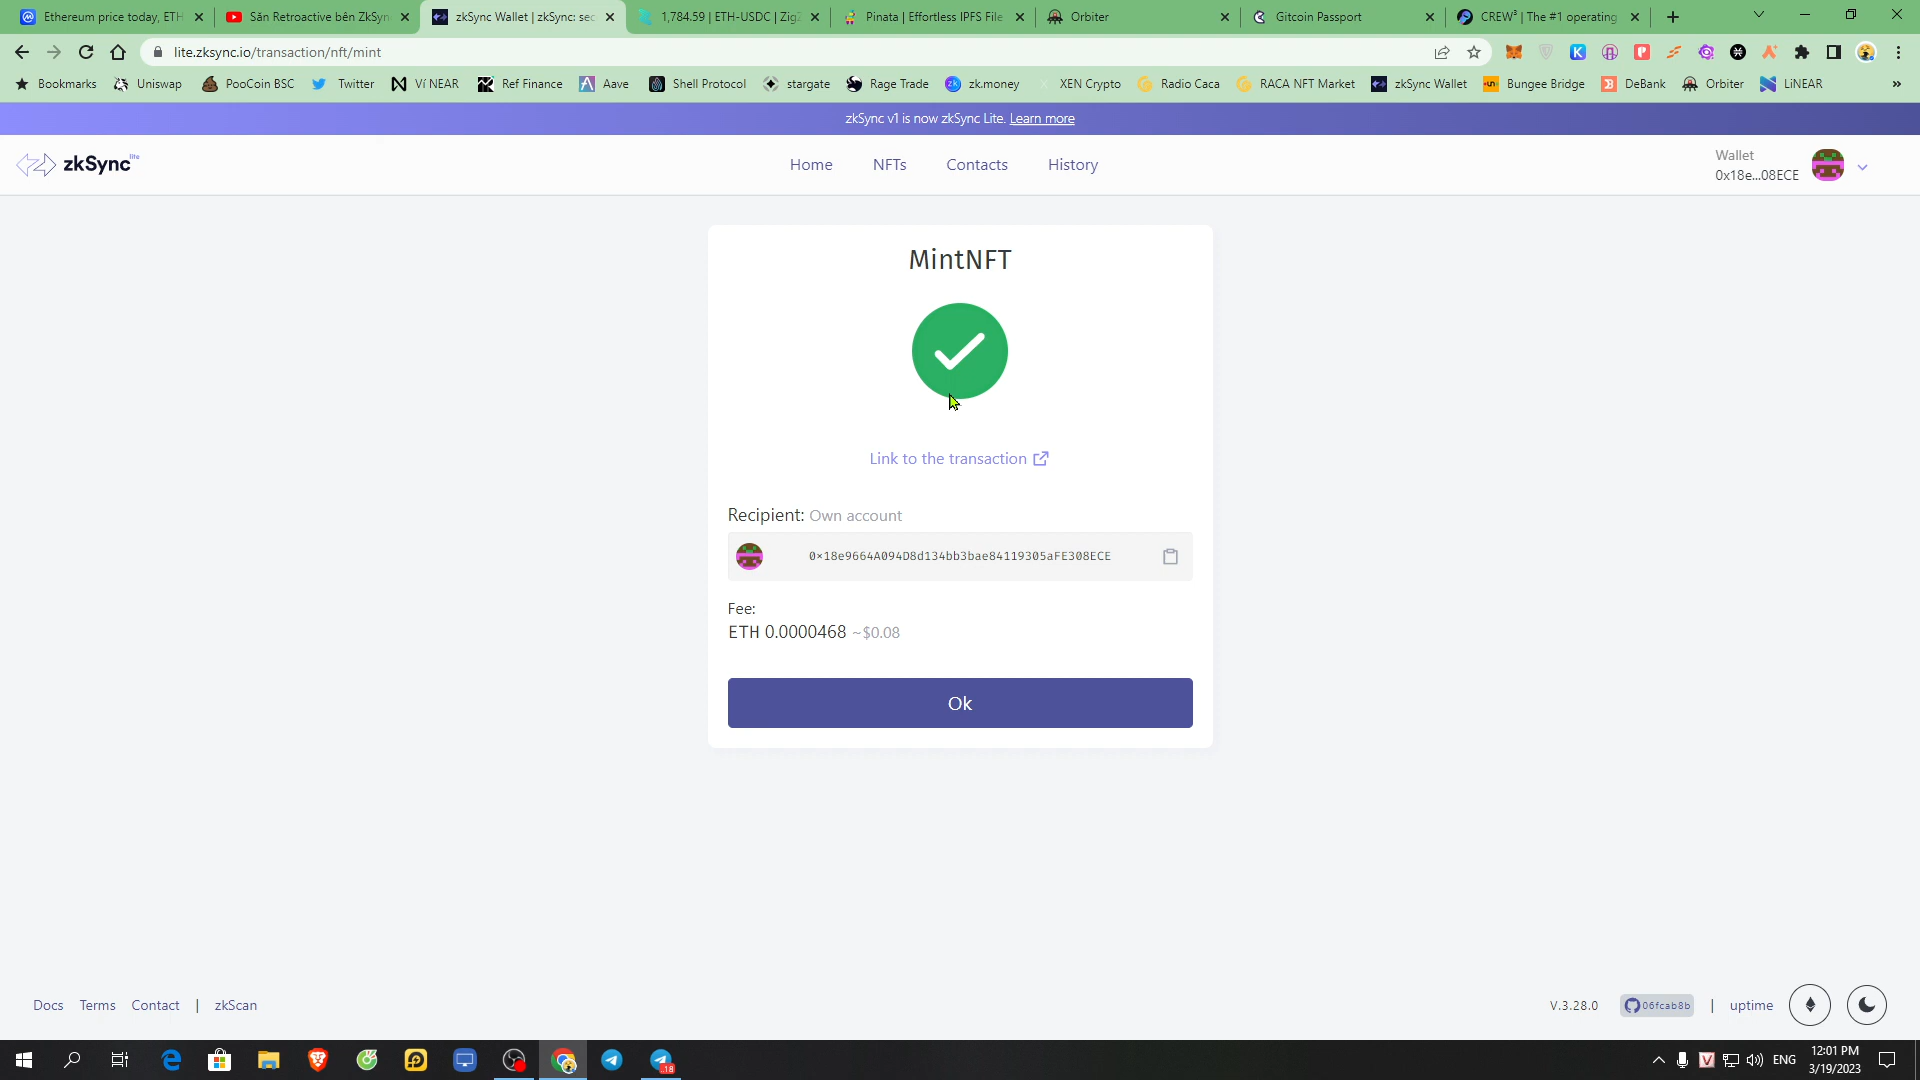 Ethereum price today, ETH
Săn Retroactive bên ZkSyn
zkSync Wallet | zkSync: sec
1,784.59 | ETH-USDC | Zig
Pinata | Effortless IPFS File
Orbiter
Gitcoin Passport
CREW³ | The #1 operating
lite.zksync.io/transaction/nft/mint
Bookmarks
Uniswap
PooCoin BSC
Twitter
Ví NEAR
Ref Finance
Aave
Shell Protocol
stargate
Rage Trade
zk.money
XEN Crypto
Radio Caca
RACA NFT Market
zkSync Wallet
Bungee Bridge
DeBank
Orbiter
LiNEAR
»
zkSync v1 is now zkSync Lite. Learn more
zkSync lite
Home
NFTs
Contacts
History
Wallet
0x18e...08ECE
MintNFT
Link to the transaction
Recipient: Own account
0×18e9664A094D8d134bb3bae84119305aFE308ECE
Fee:
ETH 0.0000468 ~$0.08
Ok
Docs
Terms
Contact
|
zkScan
V.3.28.0
06fcab8b
|
uptime
ENG
12:01 PM
3/19/2023